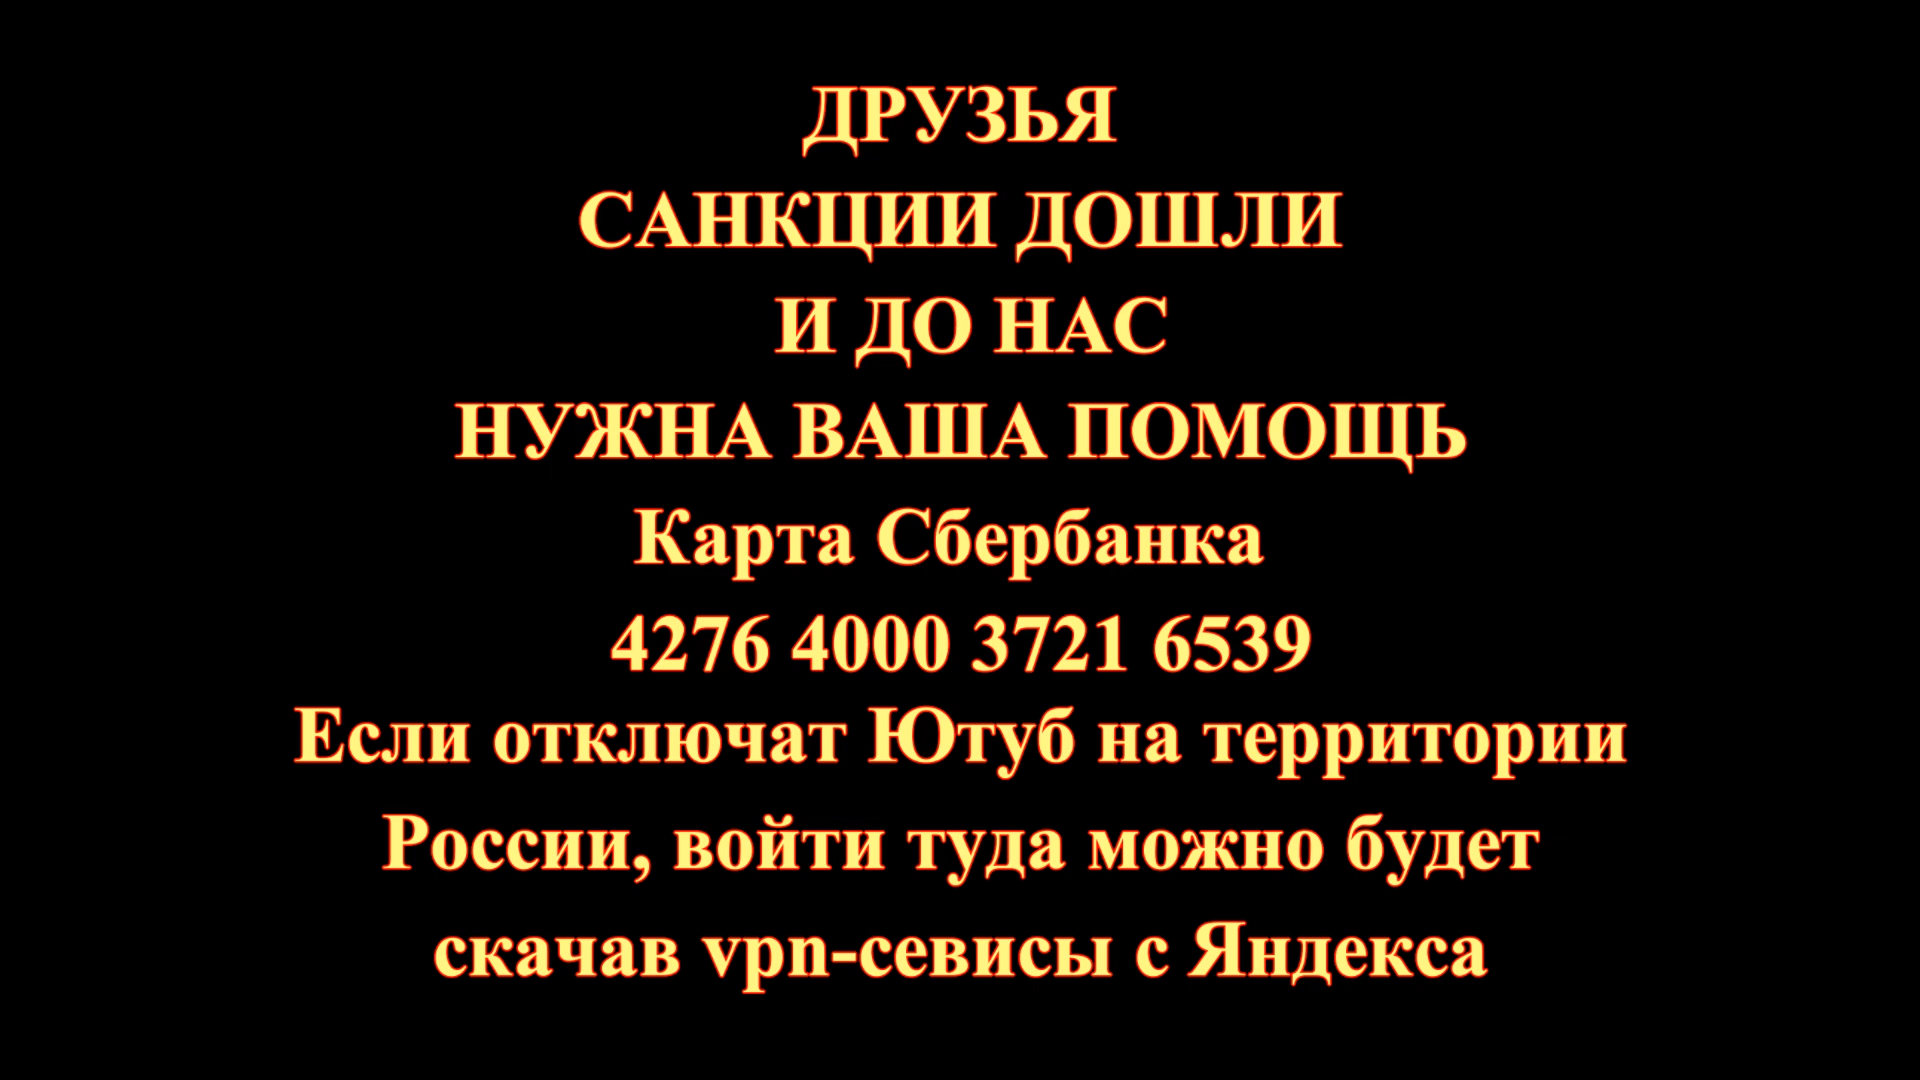 ДРУЗЬЯ
САНКЦИИ ДОШЛИ
И ДО НАС
НУЖНА ВАША ПОМОЩЬ
Карта Сбербанка
4276 4000 3721 6539
Если отключат Ютуб на территории
России, войти туда можно будет
скачав vpn-севисы с Яндекса